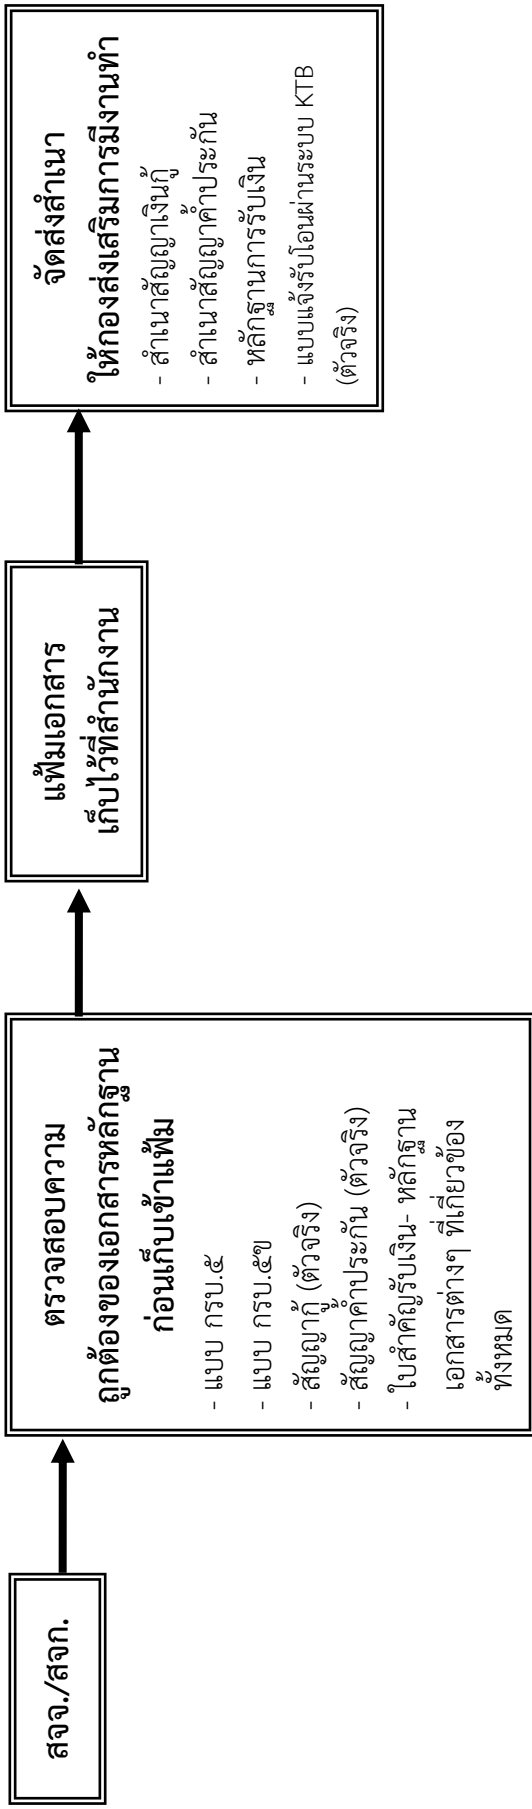 สจจ./สจก.
ตรวจสอบความ
ถูกต้องของเอกสารหลักฐาน
ก่อนเก็บเข้าแฟ้ม
- แบบ กรบ.๕
- แบบ กรบ.๕ข
- สัญญากู้ (ตัวจริง)
- สัญญาค้ำประกัน (ตัวจริง)
- ใบสำคัญรับเงิน- หลักฐาน
เอกสารต่างๆ ที่เกี่ยวข้อง
ทั้งหมด
แฟ้มเอกสาร
เก็บไว้ที่สำนักงาน
จัดส่งสำเนา
ให้กองส่งเสริมการมีงานทำ
- สำเนาสัญญาเงินกู้
- สำเนาสัญญาค้ำประกัน
- หลักฐานการรับเงิน
- แบบแจ้งรับโอนผ่านระบบ KTB
(ตัวจริง)